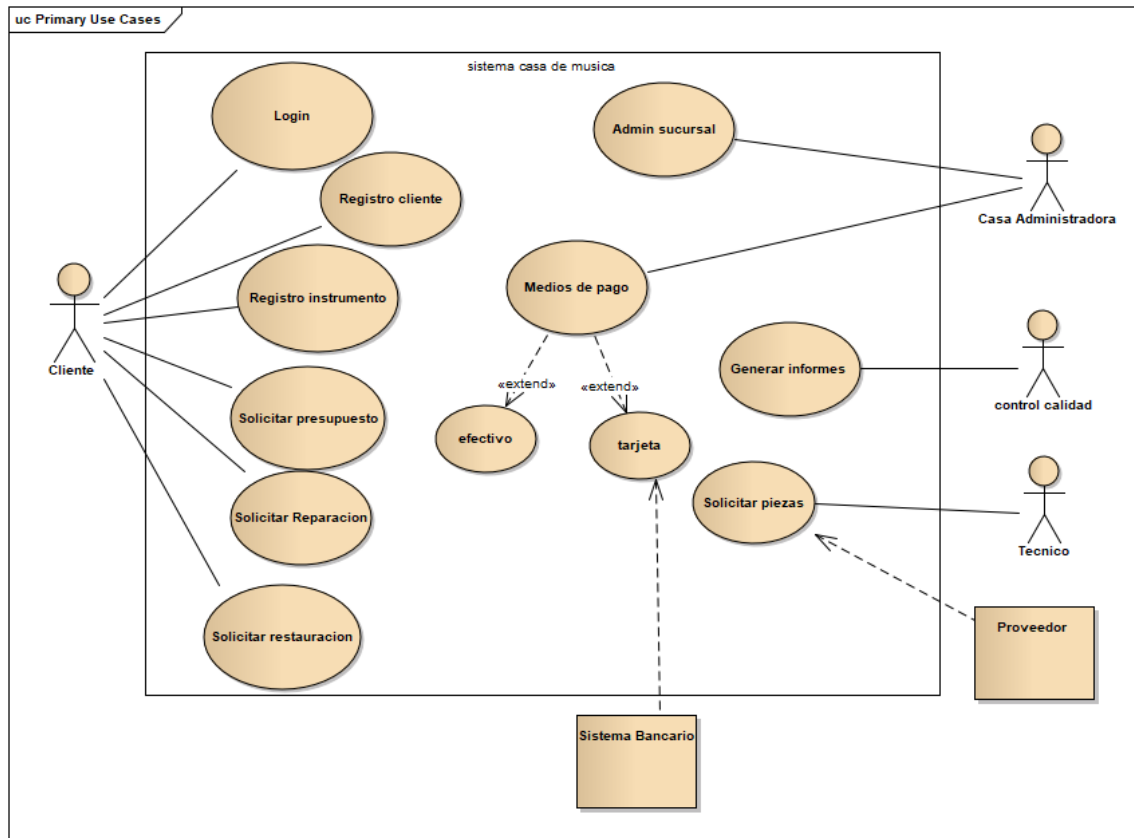 uc Primary Use Cases
sistema casa de musica
Login
Admin sucursal
Registro cliente
Casa Administradora
Registro instrumento
Medios de pago
Cliente
Generar informes
«extend»
«extend»
control calidad
Solicitar presupuesto
efectivo
tarjeta
Solicitar piezas
Solicitar Reparacion
Tecnico
Solicitar restauracion
Proveedor
Sistema Bancario